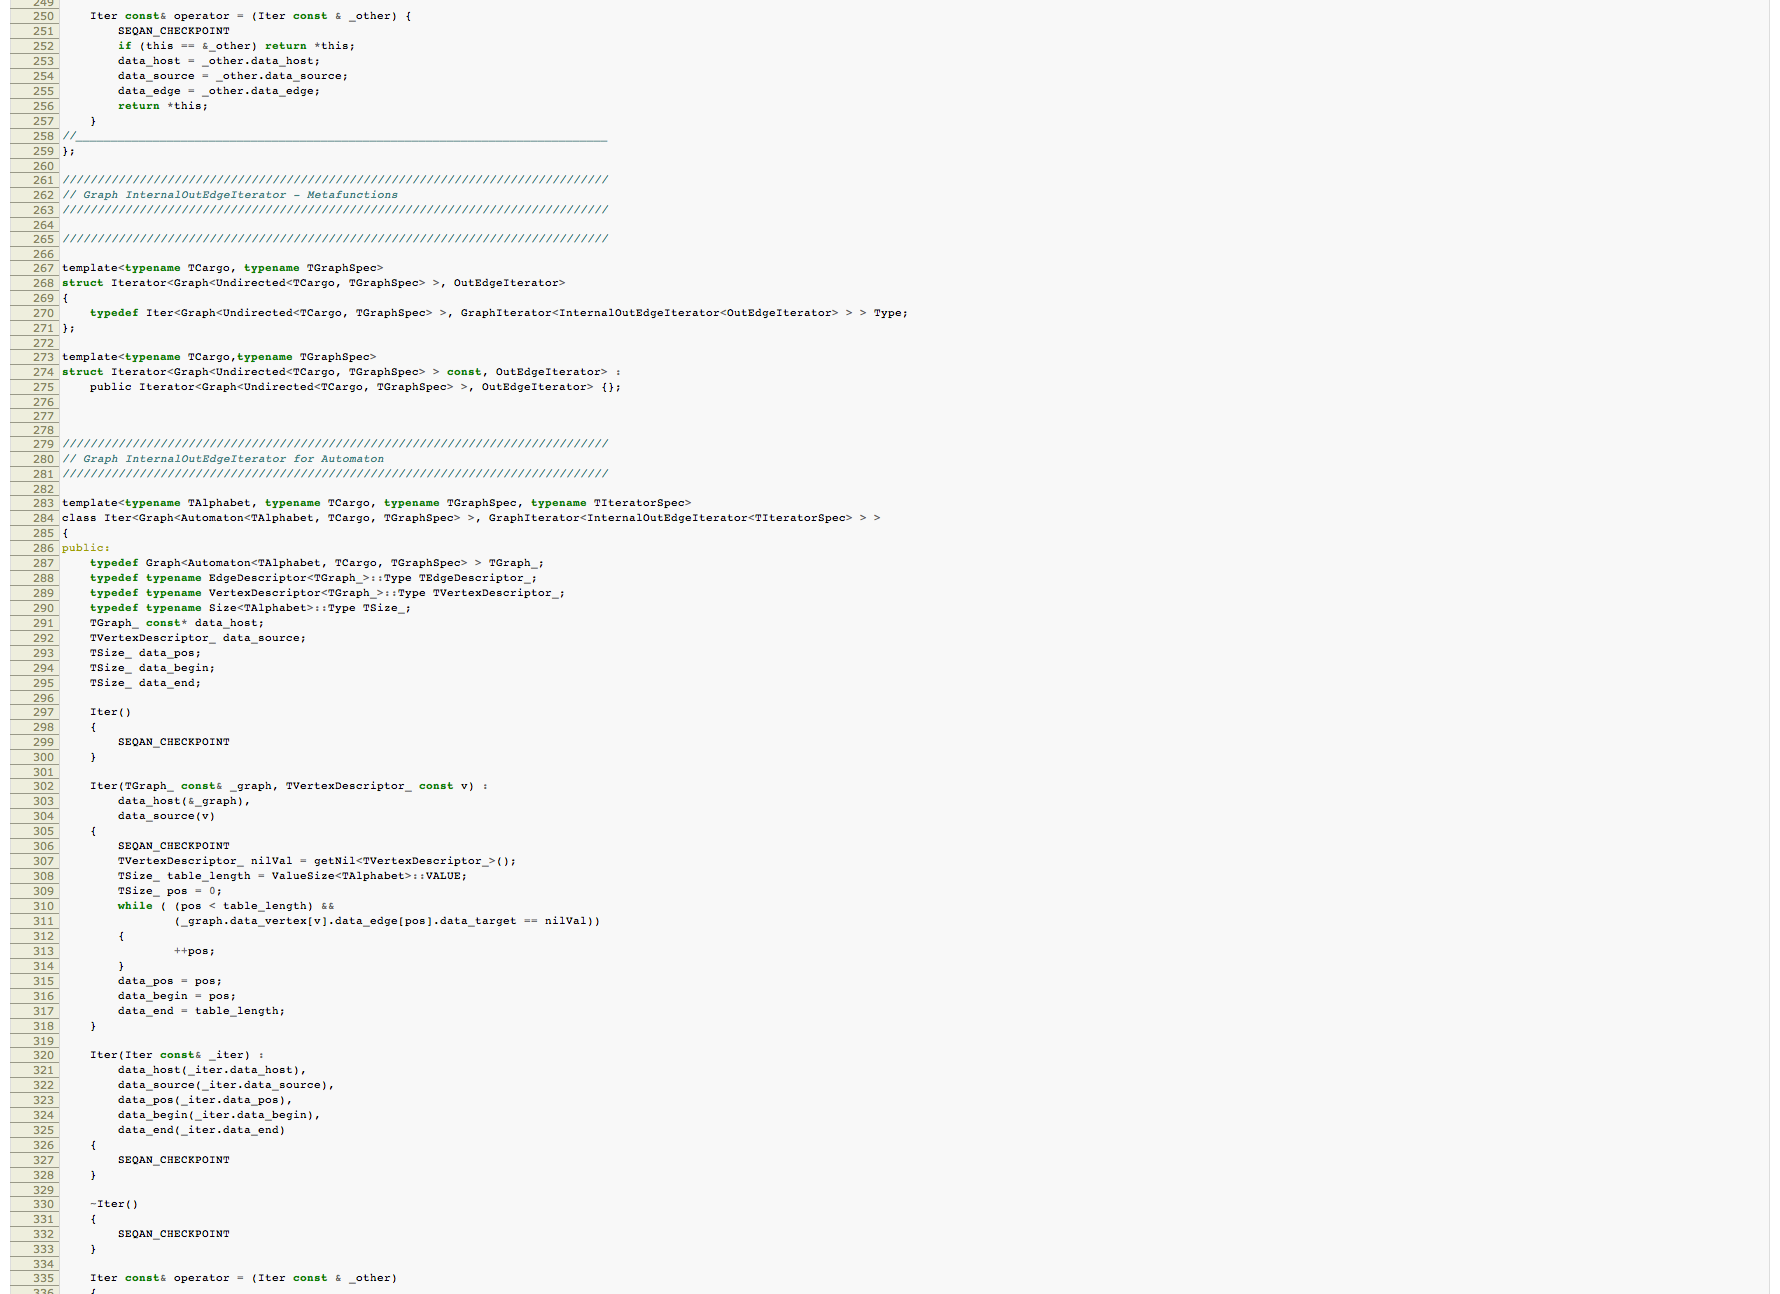 249
250     Iter const& operator = (Iter const & _other) {
251         SEQAN_CHECKPOINT
252         if (this == &_other) return *this;
253         data_host = _other.data_host;
254         data_source = _other.data_source;
255         data_edge = _other.data_edge;
256         return *this;
257     }
258 //____________________________________________________________________________
259 };
260
261 //////////////////////////////////////////////////////////////////////////////
262 // Graph InternalOutEdgeIterator - Metafunctions
263 //////////////////////////////////////////////////////////////////////////////
264
265 //////////////////////////////////////////////////////////////////////////////
266
267 template<typename TCargo, typename TGraphSpec>
268 struct Iterator<Graph<Undirected<TCargo, TGraphSpec> >, OutEdgeIterator>
269 {
270     typedef Iter<Graph<Undirected<TCargo, TGraphSpec> >, GraphIterator<InternalOutEdgeIterator<OutEdgeIterator> > > Type;
271 };
272
273 template<typename TCargo,typename TGraphSpec>
274 struct Iterator<Graph<Undirected<TCargo, TGraphSpec> > const, OutEdgeIterator> :
275     public Iterator<Graph<Undirected<TCargo, TGraphSpec> >, OutEdgeIterator> {};
276
277
278
279 //////////////////////////////////////////////////////////////////////////////
280 // Graph InternalOutEdgeIterator for Automaton
281 //////////////////////////////////////////////////////////////////////////////
282
283 template<typename TAlphabet, typename TCargo, typename TGraphSpec, typename TIteratorSpec>
284 class Iter<Graph<Automaton<TAlphabet, TCargo, TGraphSpec> >, GraphIterator<InternalOutEdgeIterator<TIteratorSpec> > >
285 {
286 public:
287     typedef Graph<Automaton<TAlphabet, TCargo, TGraphSpec> > TGraph_;
288     typedef typename EdgeDescriptor<TGraph_>::Type TEdgeDescriptor_;
289     typedef typename VertexDescriptor<TGraph_>::Type TVertexDescriptor_;
290     typedef typename Size<TAlphabet>::Type TSize_;
291     TGraph_ const* data_host;
292     TVertexDescriptor_ data_source;
293     TSize_ data_pos;
294     TSize_ data_begin;
295     TSize_ data_end;
296
297     Iter()
298     {
299         SEQAN_CHECKPOINT
300     }
301
302     Iter(TGraph_ const& _graph, TVertexDescriptor_ const v) :
303         data_host(&_graph),
304         data_source(v)
305     {
306         SEQAN_CHECKPOINT
307         TVertexDescriptor_ nilVal = getNil<TVertexDescriptor_>();
308         TSize_ table_length = ValueSize<TAlphabet>::VALUE;
309         TSize_ pos = 0;
310         while ( (pos < table_length) &&
311                 (_graph.data_vertex[v].data_edge[pos].data_target == nilVal))
312         {
313                 ++pos;
314         }
315         data_pos = pos;
316         data_begin = pos;
317         data_end = table_length;
318     }
319
320     Iter(Iter const& _iter) :
321         data_host(_iter.data_host),
322         data_source(_iter.data_source),
323         data_pos(_iter.data_pos),
324         data_begin(_iter.data_begin),
325         data_end(_iter.data_end)
326     {
327         SEQAN_CHECKPOINT
328     }
329
330     ~Iter()
331     {
332         SEQAN_CHECKPOINT
333     }
334
335     Iter const& operator = (Iter const & _other)
336     {